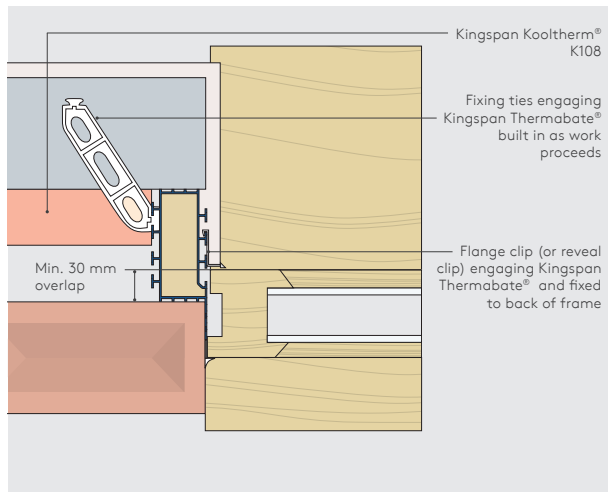 Kingspan Kooltherm®
K108
Fixing ties engaging
Kingspan Thermabate®
built in as work
proceeds
Flange clip (or reveal
clip) engaging Kingspan
Thermabate® and fixed
to back of frame
Min. 30 mm
overlap